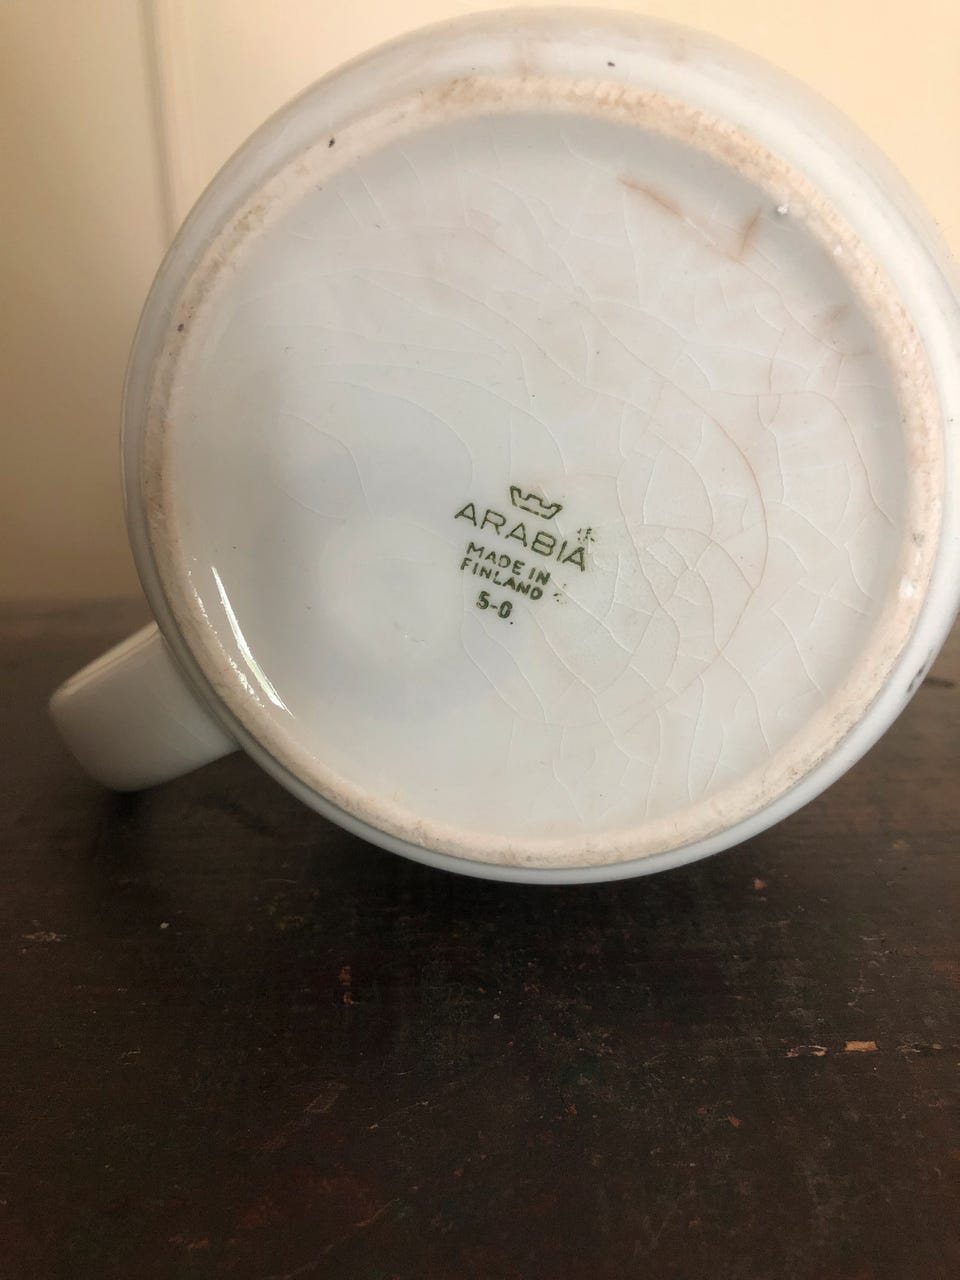 ARABIA
MADE IN
FINLAND
5-0.